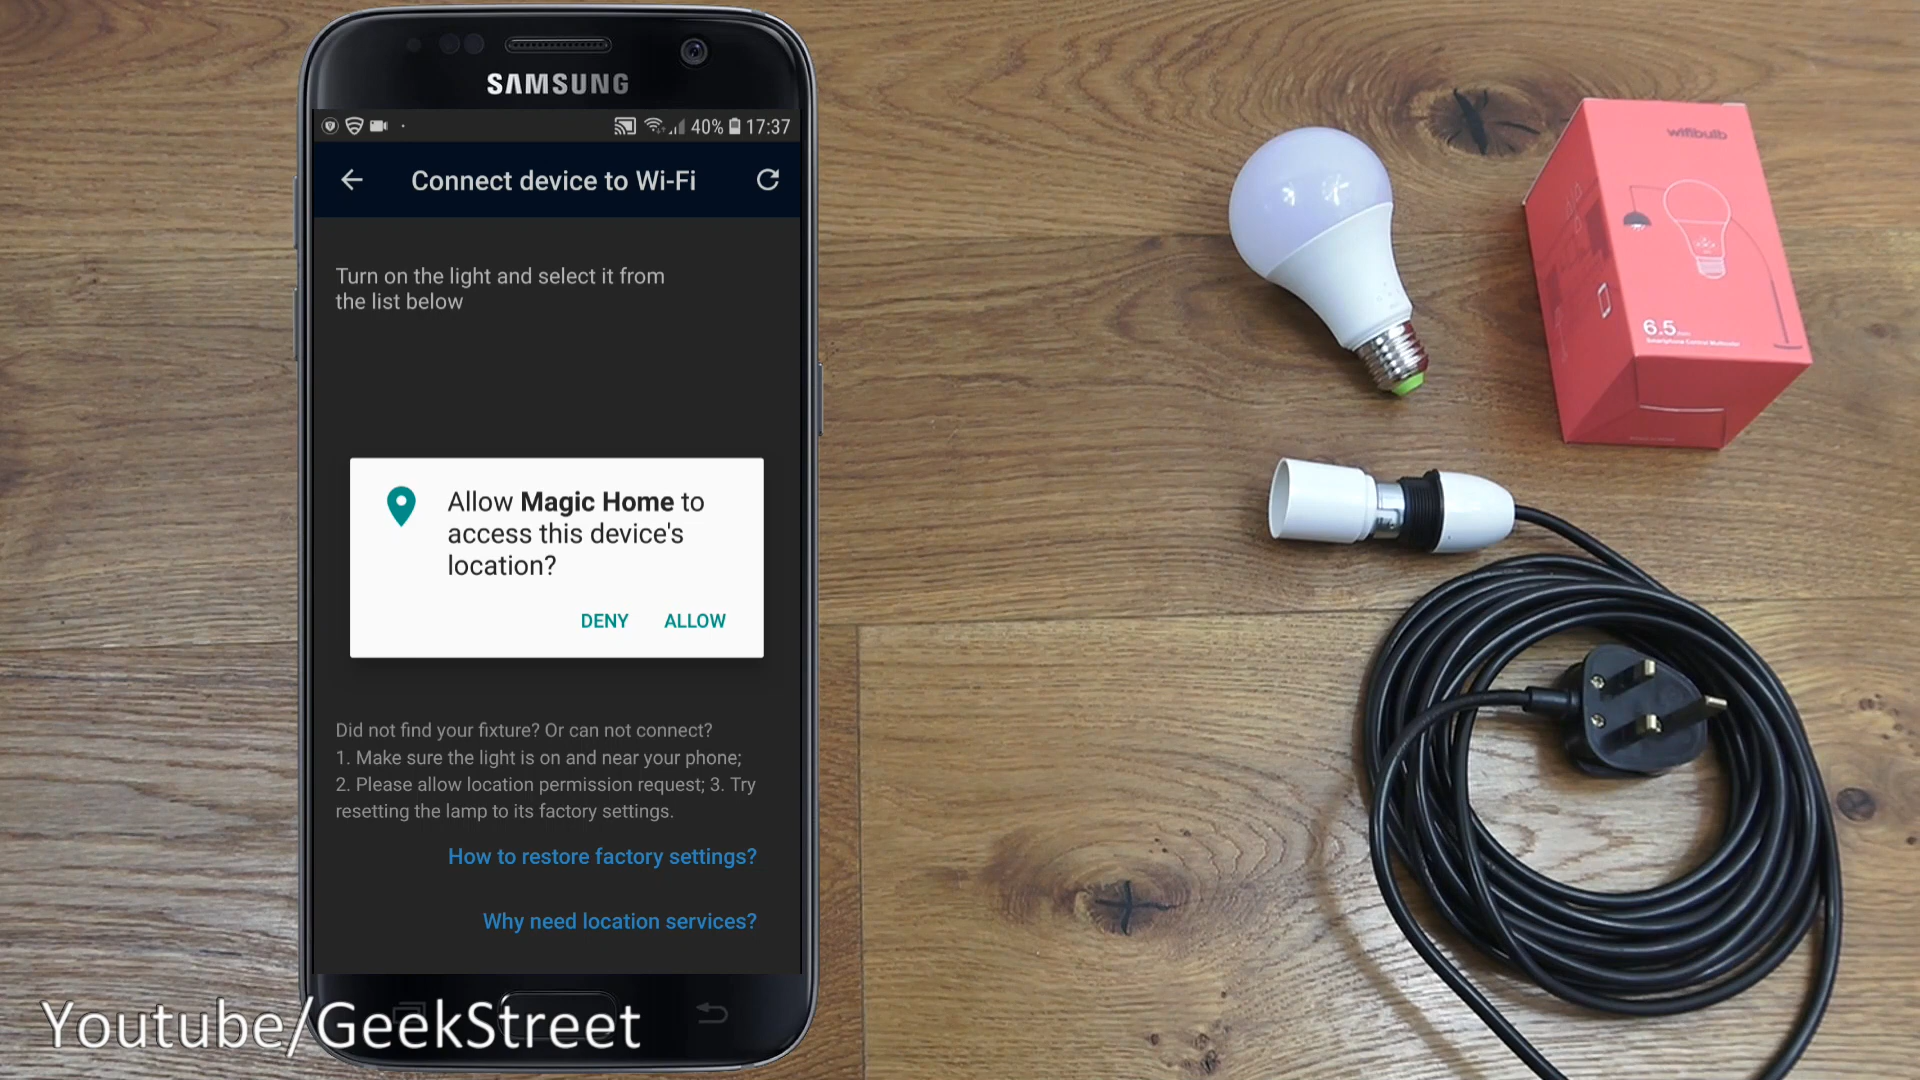 SAMSUNG
40% 17:37
Connect device to Wi-Fi
Turn on the light and select it from
the list below
Allow Magic Home to
access this device's
location?
DENY ALLOW
Did not find your fixture? Or can not connect?
1. Make sure the light is on and near your phone;
2. Please allow location permission request; 3. Try
resetting the lamp to its factory settings.
How to restore factory settings?
Why need location services?
Youtube/GeekStreet
wifibulb
6.5
Smartphone Control Multicolor